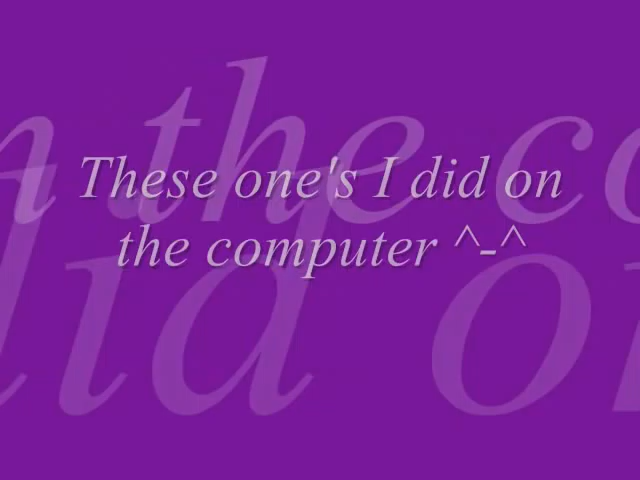 These one's I did on
the computer ^-^